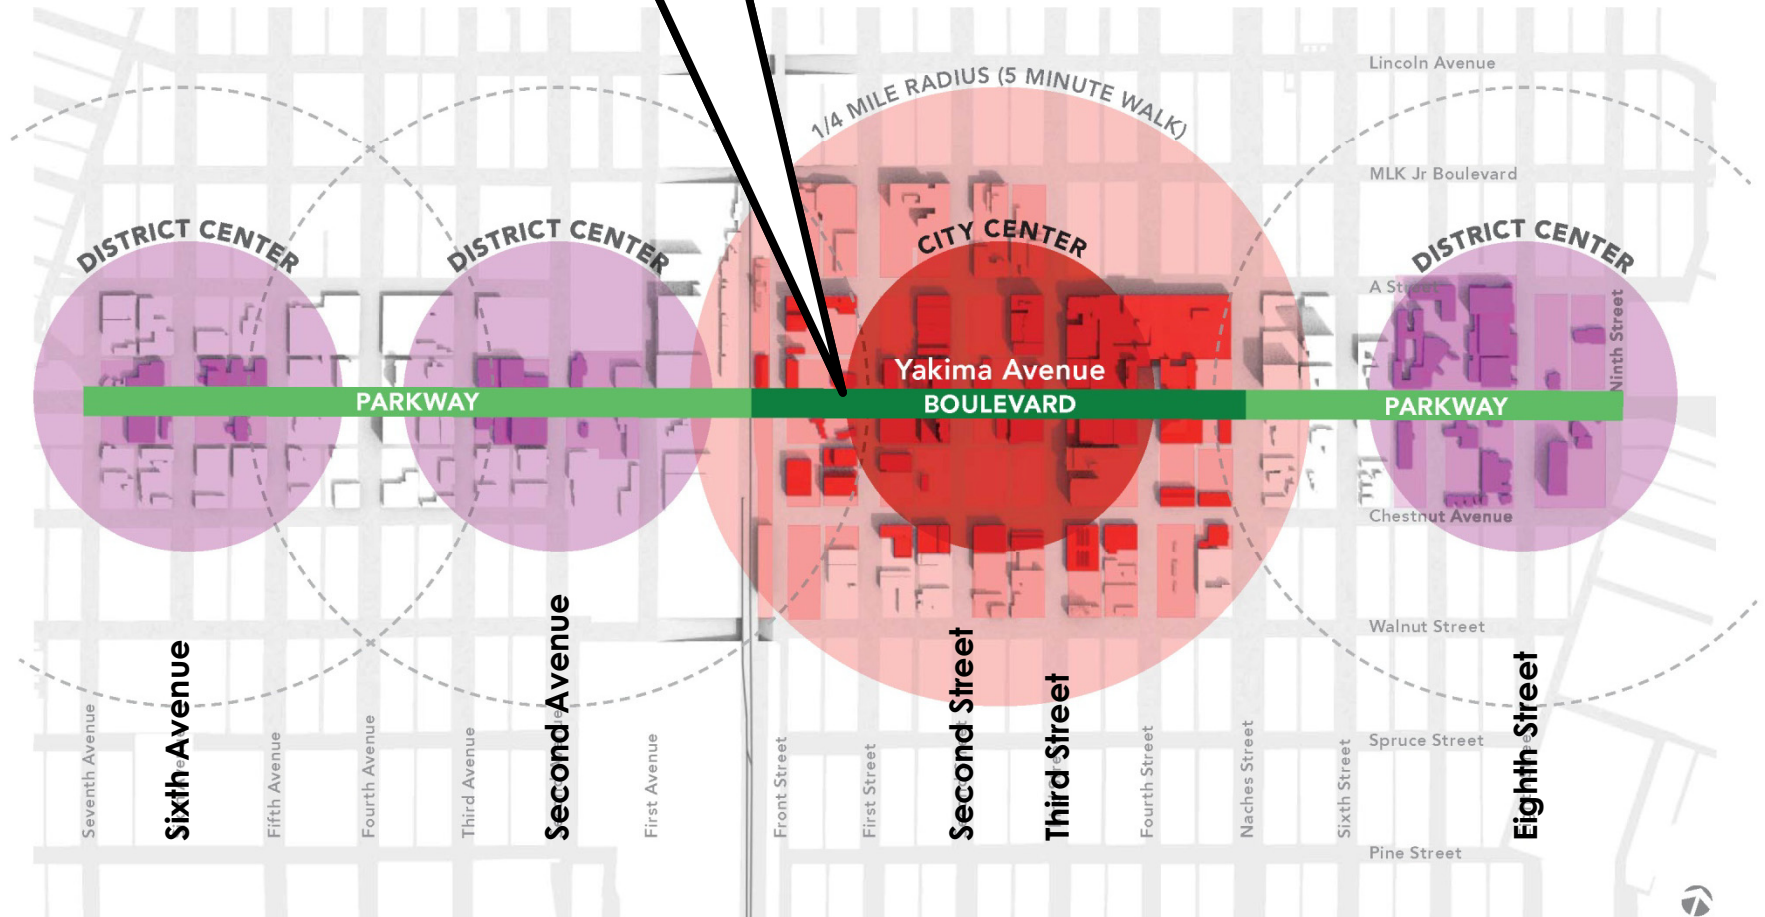 Lincoln Avenue
1/4 MILE RADIUS (5 MINUTE WALK)
MLK Jr Boulevard
DISTRICT CENTER
DISTRICT CENTER
CITY CENTER
DISTRICT CENTER
A Street
Ninth Street
Yakima Avenue
PARKWAY
BOULEVARD
PARKWAY
Chestnut Avenue
Walnut Street
Spruce Street
Pine Street
Seventh Avenue
Sixth Avenue
Fifth Avenue
Fourth Avenue
Third Avenue
Second Avenue
First Avenue
Front Street
First Street
Second Street
Third Street
Fourth Street
Naches Street
Sixth Street
Eighth Street